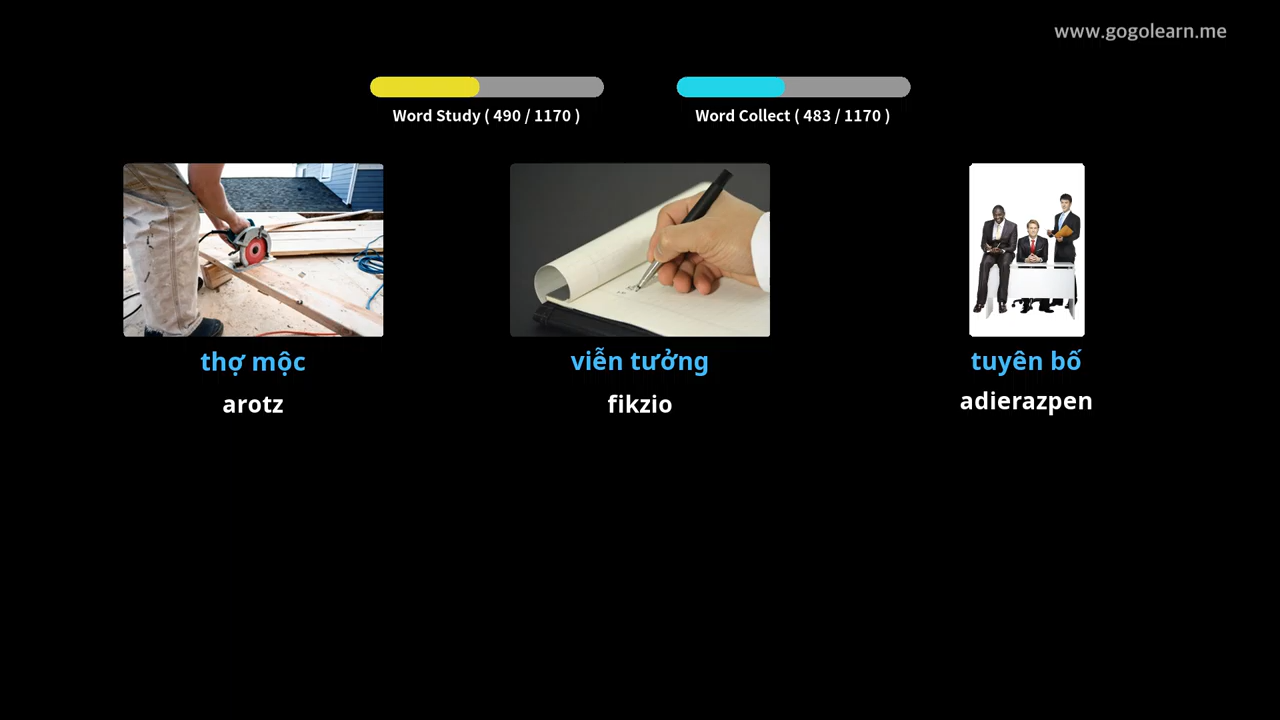 www.gogolearn.me
Word Study ( 490 / 1170 )
Word Collect ( 483 / 1170 )
thợ mộc
viễn tưởng
tuyên bố
arotz
fikzio
adierazpen